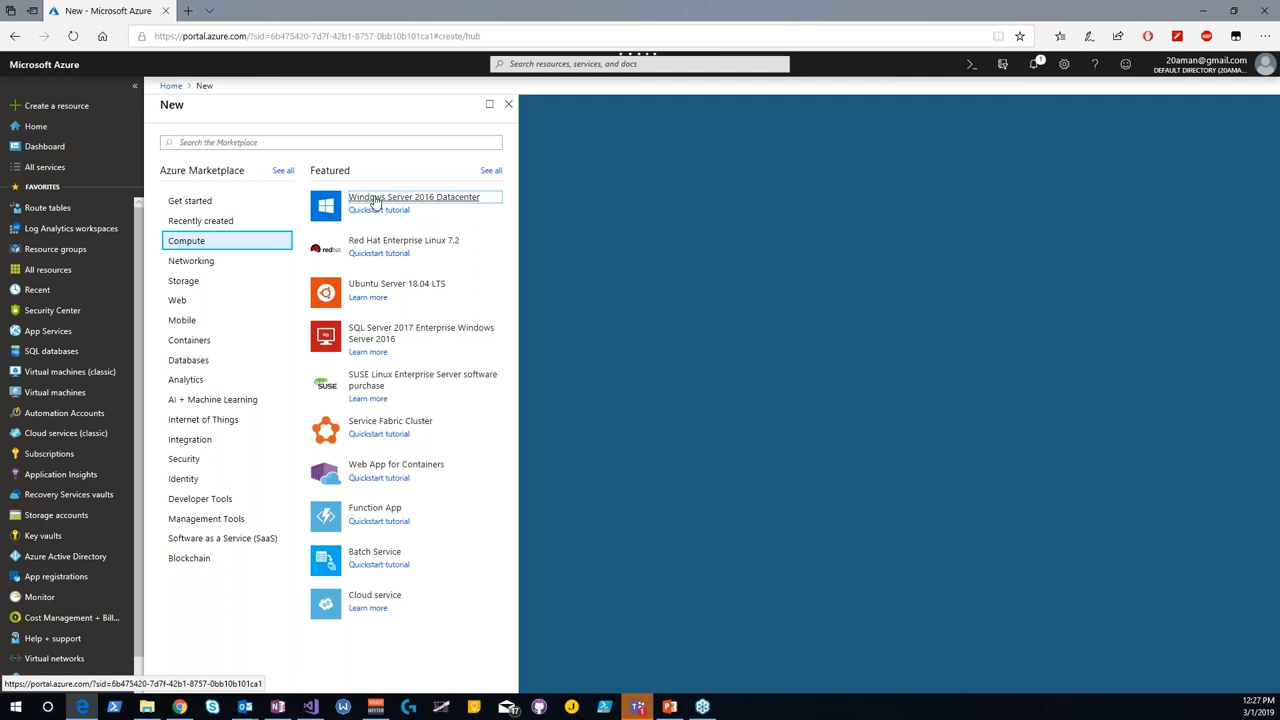 New - Microsoft Azure
https://portal.azure.com/?sid=6b475420-7d7f-42b1-8757-0bb10b101ca1#create/hub
Microsoft Azure
Search resources, services, and docs
1
20aman@gmail.com
DEFAULT DIRECTORY (20AMA...
Home
New
New
Create a resource
Home
Dashboard
All services
FAVORITES
Route tables
Log Analytics workspaces
Resource groups
All resources
Recent
Security Center
App Services
SQL databases
Virtual machines (classic)
Virtual machines
Automation Accounts
Cloud services (classic)
Subscriptions
Application Insights
Recovery Services vaults
Storage accounts
Key vaults
Azure Active Directory
App registrations
Monitor
Cost Management + Bill...
Help + support
Virtual networks
Search the Marketplace
Azure Marketplace
See all
Get started
Recently created
Compute
Networking
Storage
Web
Mobile
Containers
Databases
Analytics
AI + Machine Learning
Internet of Things
Integration
Security
Identity
Developer Tools
Management Tools
Software as a Service (SaaS)
Blockchain
Featured
See all
Windows Server 2016 Datacenter
Quickstart tutorial
redhat
Red Hat Enterprise Linux 7.2
Quickstart tutorial
Ubuntu Server 18.04 LTS
Learn more
SQL Server 2017 Enterprise Windows
Server 2016
Learn more
SUSE
SUSE Linux Enterprise Server software
purchase
Learn more
Service Fabric Cluster
Quickstart tutorial
Web App for Containers
Quickstart tutorial
Function App
Quickstart tutorial
Batch Service
Quickstart tutorial
Cloud service
Learn more
https://portal.azure.com/?sid=6b475420-7d7f-42b1-8757-0bb10b101ca1
17
12:27 PM
3/1/2019